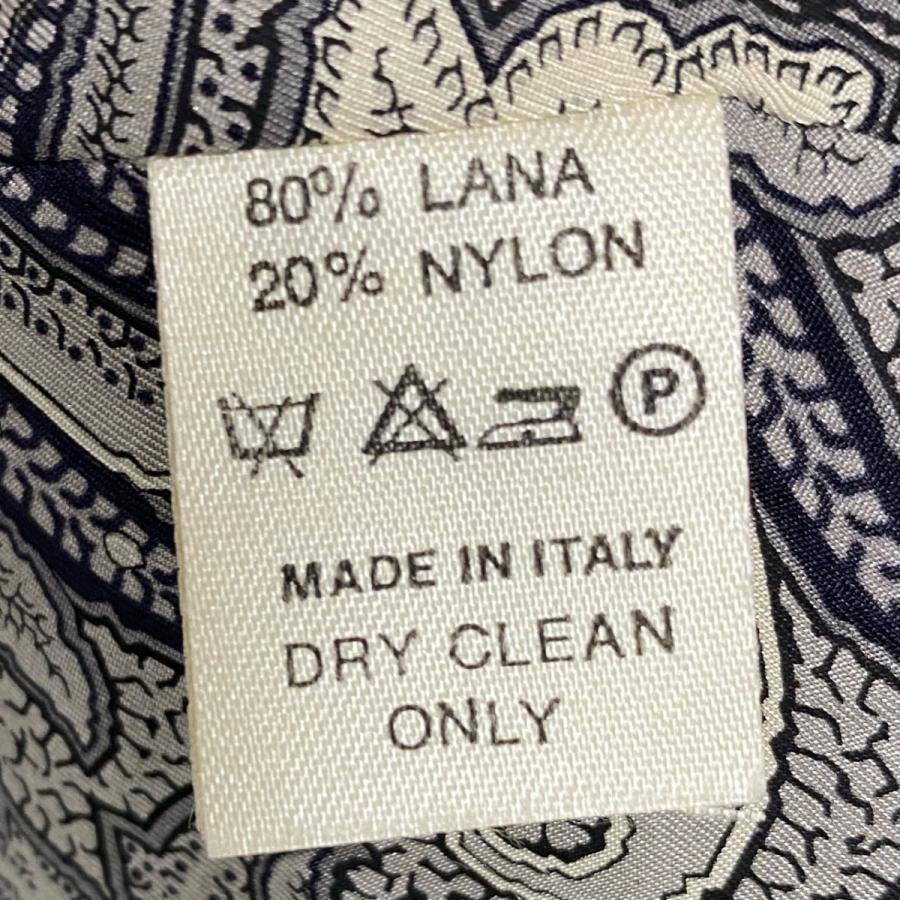 80% LANA
20% NYLON
P
MADE IN ITALY
DRY CLEAN
ONLY